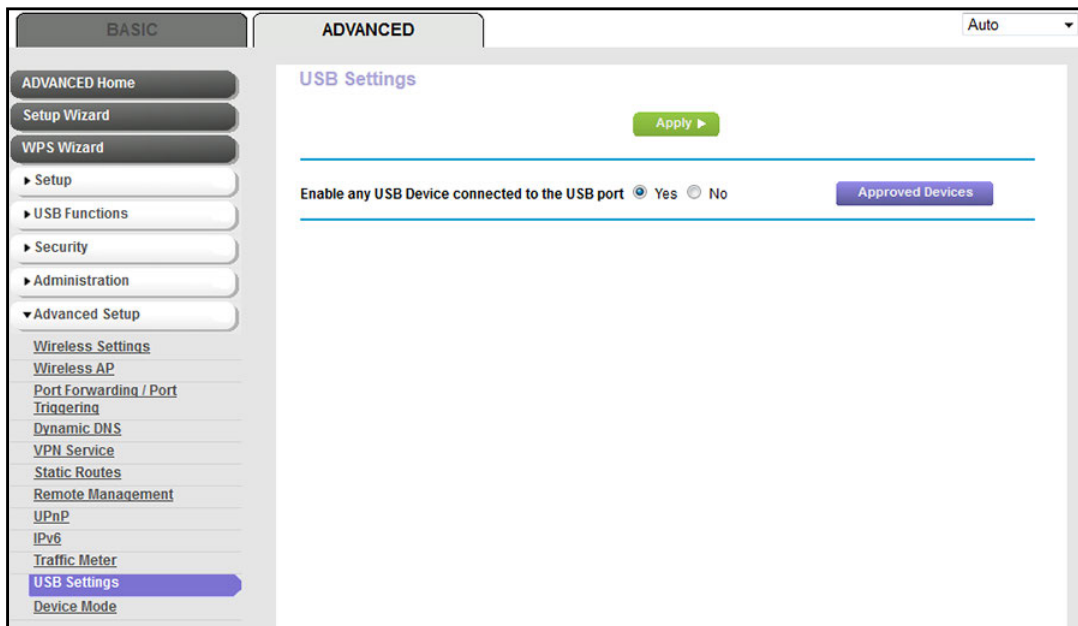 BASIC
ADVANCED
Auto
ADVANCED Home
Setup Wizard
WPS Wizard
Setup
USB Functions
Security
Administration
Advanced Setup
Wireless Settings
Wireless AP
Port Forwarding / Port
Triggering
Dynamic DNS
VPN Service
Static Routes
Remote Management
UPnP
IPv6
Traffic Meter
USB Settings
Device Mode
USB Settings
Apply
Enable any USB Device connected to the USB port Yes No
Approved Devices